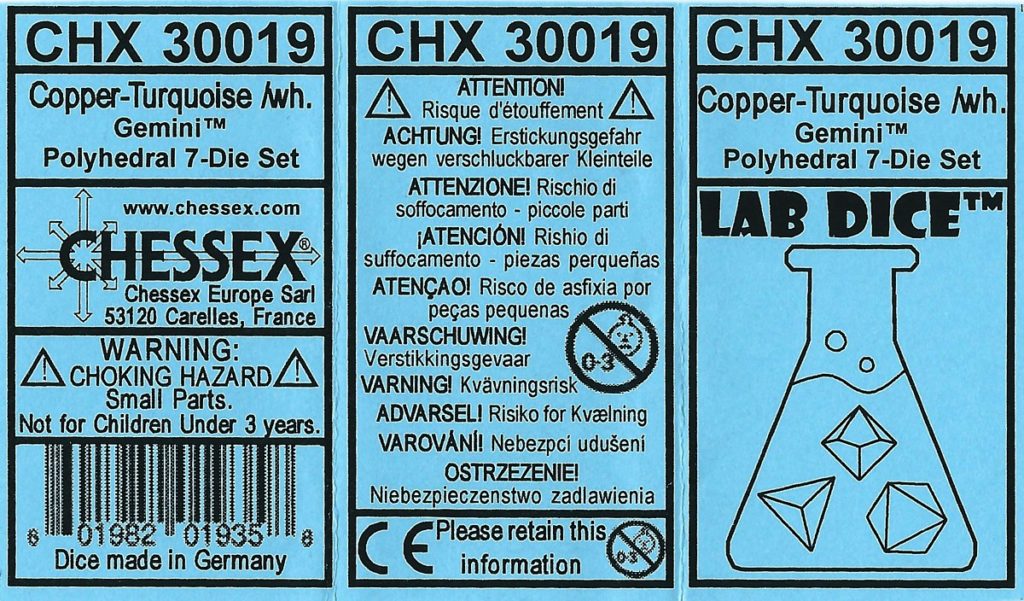 CHX 30019
Copper-Turquoise /wh.
Gemini™
Polyhedral 7-Die Set
www.chessex.com
CHESSEX®
Chessex Europe Sarl
53120 Carelles, France
WARNING:
CHOKING HAZARD
Small Parts.
Not for Children Under 3 years.
6 01982 01935 8
Dice made in Germany
CHX 30019
ATTENTION!
Risque d'étouffement
ACHTUNG! Erstickungsgefahr
wegen verschluckbarer Kleinteile
ATTENZIONE! Rischio di
soffocamento - piccole parti
¡ATENCIÓN! Rishio di
suffocamento - piezas perqueñas
ATENÇAO! Risco de asfixia por
peças pequenas
VAARSCHUWING!
Verstikkingsgevaar
0-3
VARNING! Kvävningsrisk
ADVARSEL! Risiko for Kvælning
VAROVÁNÍ! Nebezpcí udušení
OSTRZEZENIE!
Niebezpieczenstwo zadlawienia
CE Please retain this
information
0-3
CHX 30019
Copper-Turquoise /wh.
Gemini™
Polyhedral 7-Die Set
LAB DICE™